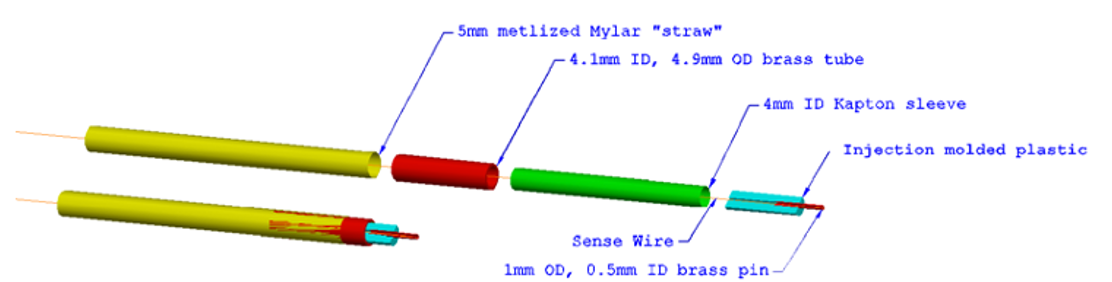 5mm metlized Mylar "straw"
4.1mm ID, 4.9mm OD brass tube
4mm ID Kapton sleeve
Injection molded plastic
Sense Wire
1mm OD, 0.5mm ID brass pin